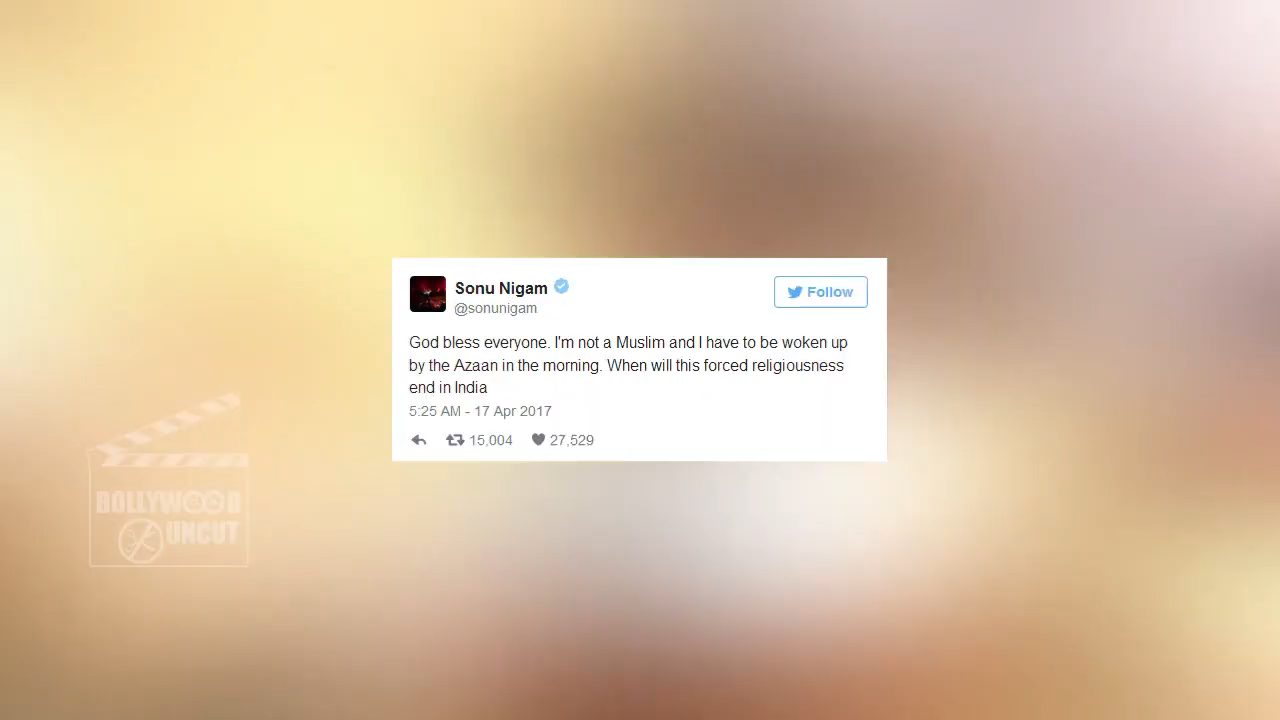 Sonu Nigam
Follow
@sonunigam
God bless everyone. I'm not a Muslim and I have to be woken up
by the Azaan in the morning. When will this forced religiousness
end in India
5:25 AM - 17 Apr 2017
15,004 27,529
BOLLYWOOD
UNCUT